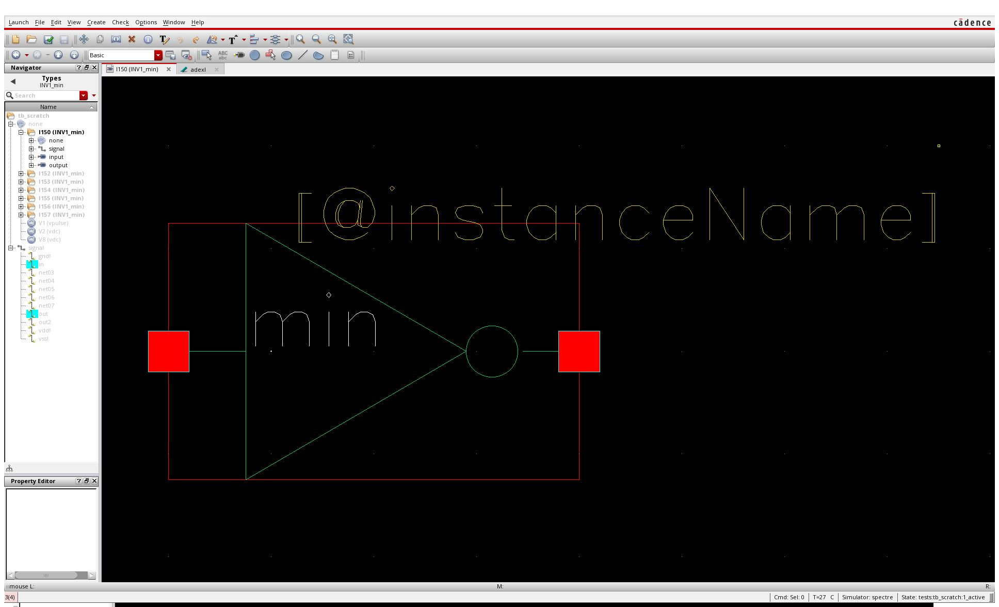 Launch File Edit View Create Check Options Window Help
cādence
Basic
ABC
abc
Navigator
I150 (INV1_min)
adexl
Types
INV1_min
Search
Name
tb_scratch
none
I150 (INV1_min)
none
signal
input
output
I152 (INV1_min)
I153 (INV1_min)
I154 (INV1_min)
I155 (INV1_min)
I156 (INV1_min)
I157 (INV1_min)
V1 (vpulse)
V2 (vdc)
V8 (vdc)
signal
gnd!
in
net03
net04
net05
net06
net07
out
out2
vdd!
vss!
[@instanceName]
min
Property Editor
mouse L: M: R:
3(4)
Cmd: Sel: 0 T=27 C Simulator: spectre State: tests:tb_scratch:1_active